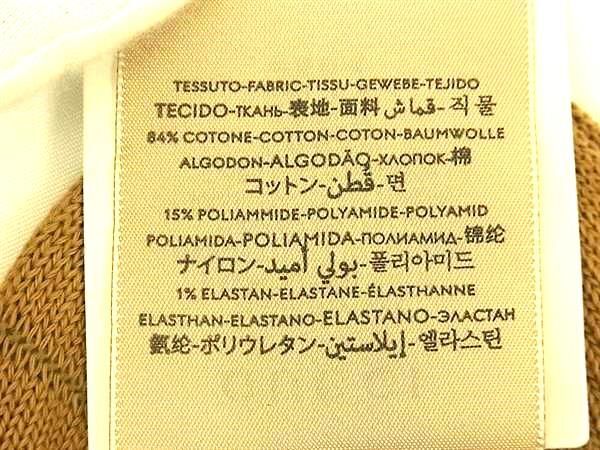 TESSUTO-FABRIC-TISSU-GEWEBE-TEJIDO
TECIDO-ТКАНЬ-表地-面料-قماش-직물
84% COTONE-COTTON-COTON-BAUMWOLLE
ALGODON-ALGODÃO-ХЛОПОК-棉
コットン-قُطن-면
15% POLIAMMIDE-POLYAMIDE-POLYAMID
POLIAMIDA-POLIAMIDA-ПОЛИАМИД-锦纶
ナイロン-بولي أميد-폴리아미드
1% ELASTAN-ELASTANE-ÉLASTHANNE
ELASTHAN-ELASTANO-ELASTANO-ЭЛАСТАН
氨纶-ポリウレタン-إيلاستين-엘라스틴